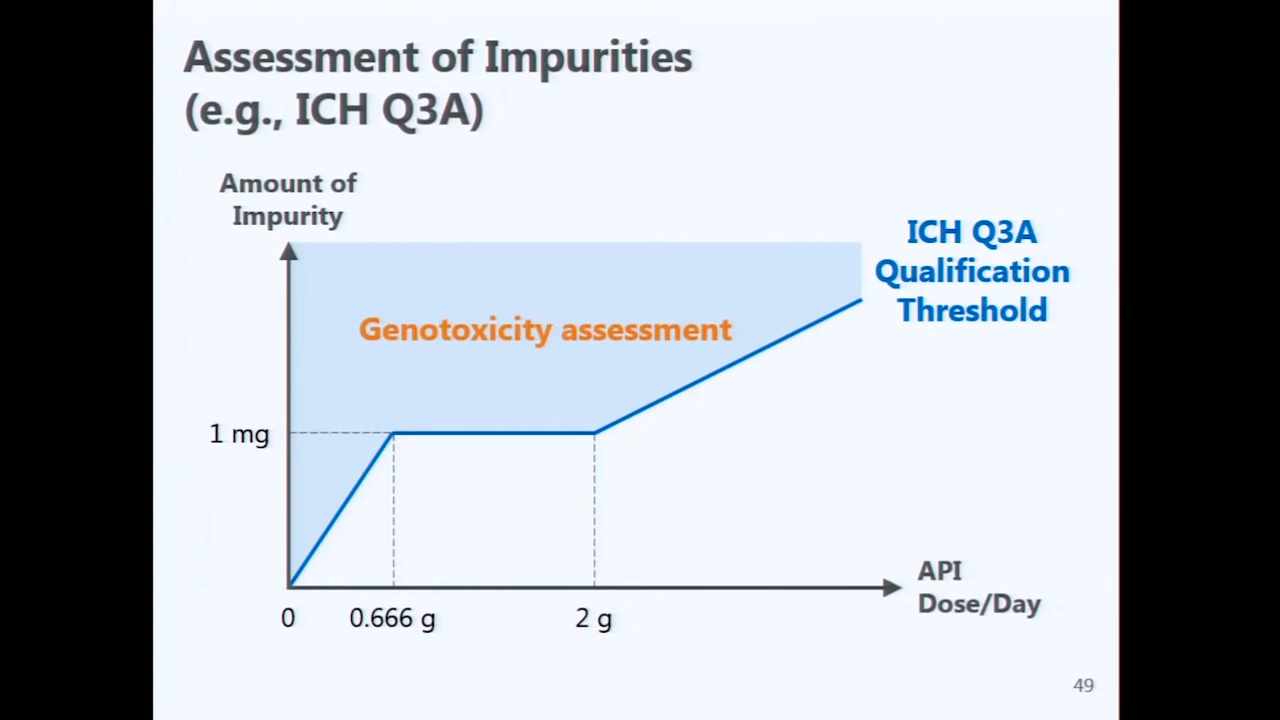 Assessment of Impurities
(e.g., ICH Q3A)
Amount of
Impurity
ICH Q3A
Qualification
Threshold
Genotoxicity assessment
1 mg
API
Dose/Day
0
0.666 g
2 g
49